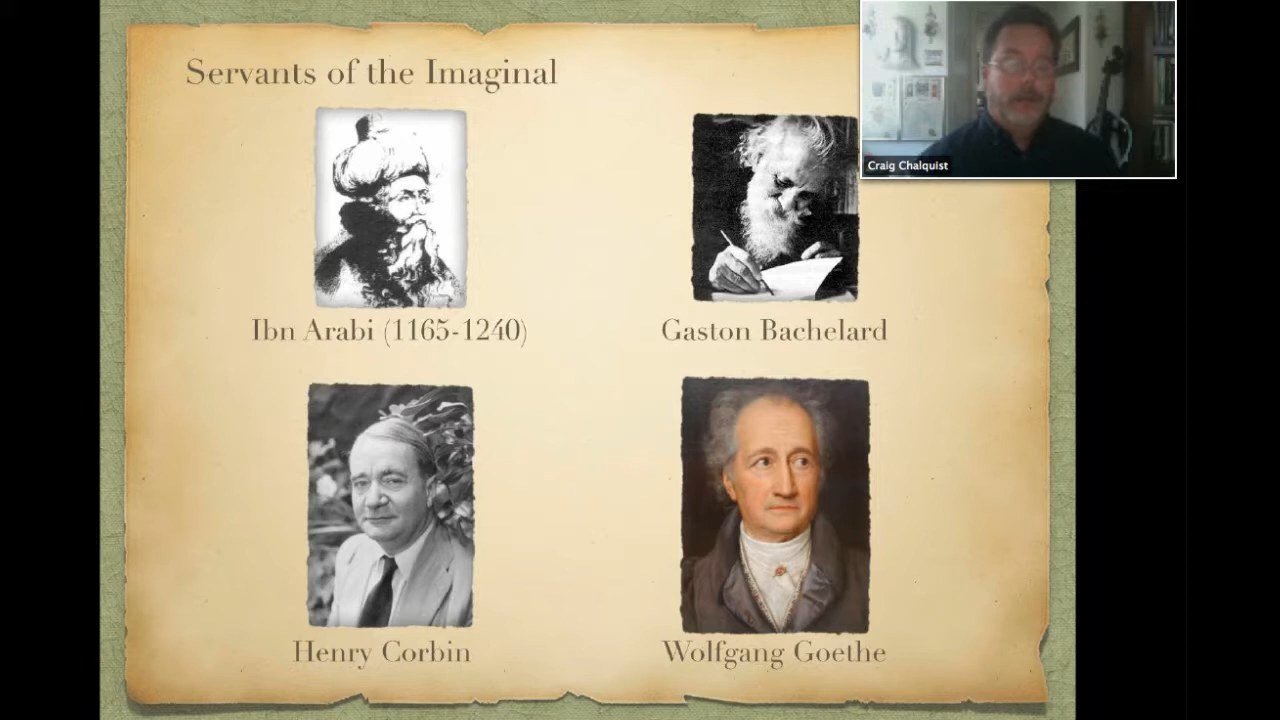 Servants of the Imaginal
Craig Chalquist
Ibn Arabi (1165-1240)
Gaston Bachelard
Henry Corbin
Wolfgang Goethe